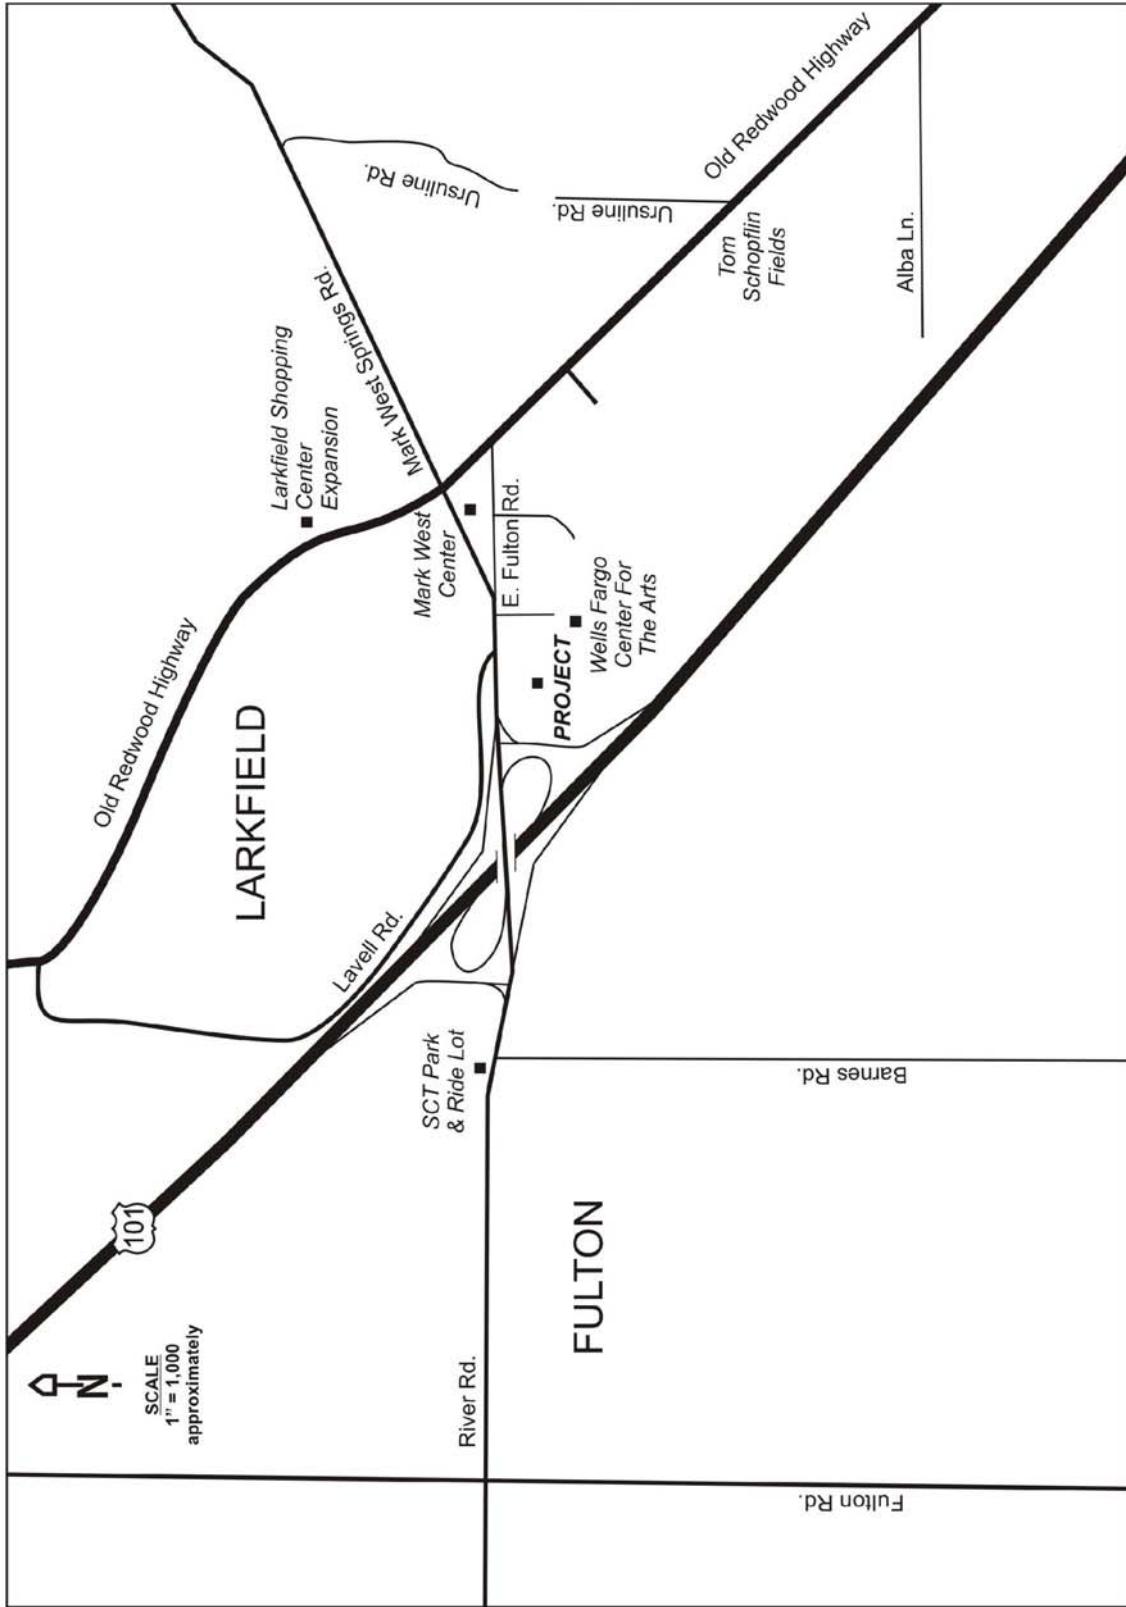 N
SCALE
1" = 1,000
approximately
101
Old Redwood Highway
LARKFIELD
Lavell Rd.
Larkfield Shopping
Center
Expansion
Mark West Springs Rd.
Ursuline Rd.
Mark West
Center
SCT Park
& Ride Lot
River Rd.
E. Fulton Rd.
PROJECT
Wells Fargo
Center For
The Arts
Ursuline Rd.
Old Redwood Highway
Tom
Schopflin
Fields
Alba Ln.
FULTON
Barnes Rd.
Fulton Rd.